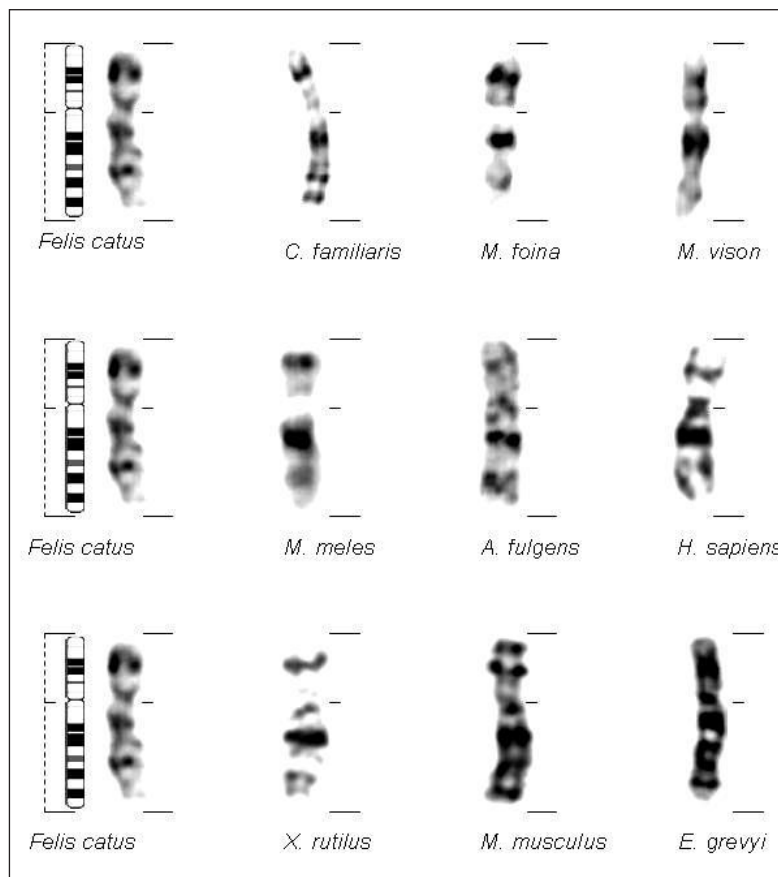 Felis catus C. familiaris M. foina M. vison
Felis catus M. meles A. fulgens H. sapiens
Felis catus X. rutilus M. musculus E. grevyi